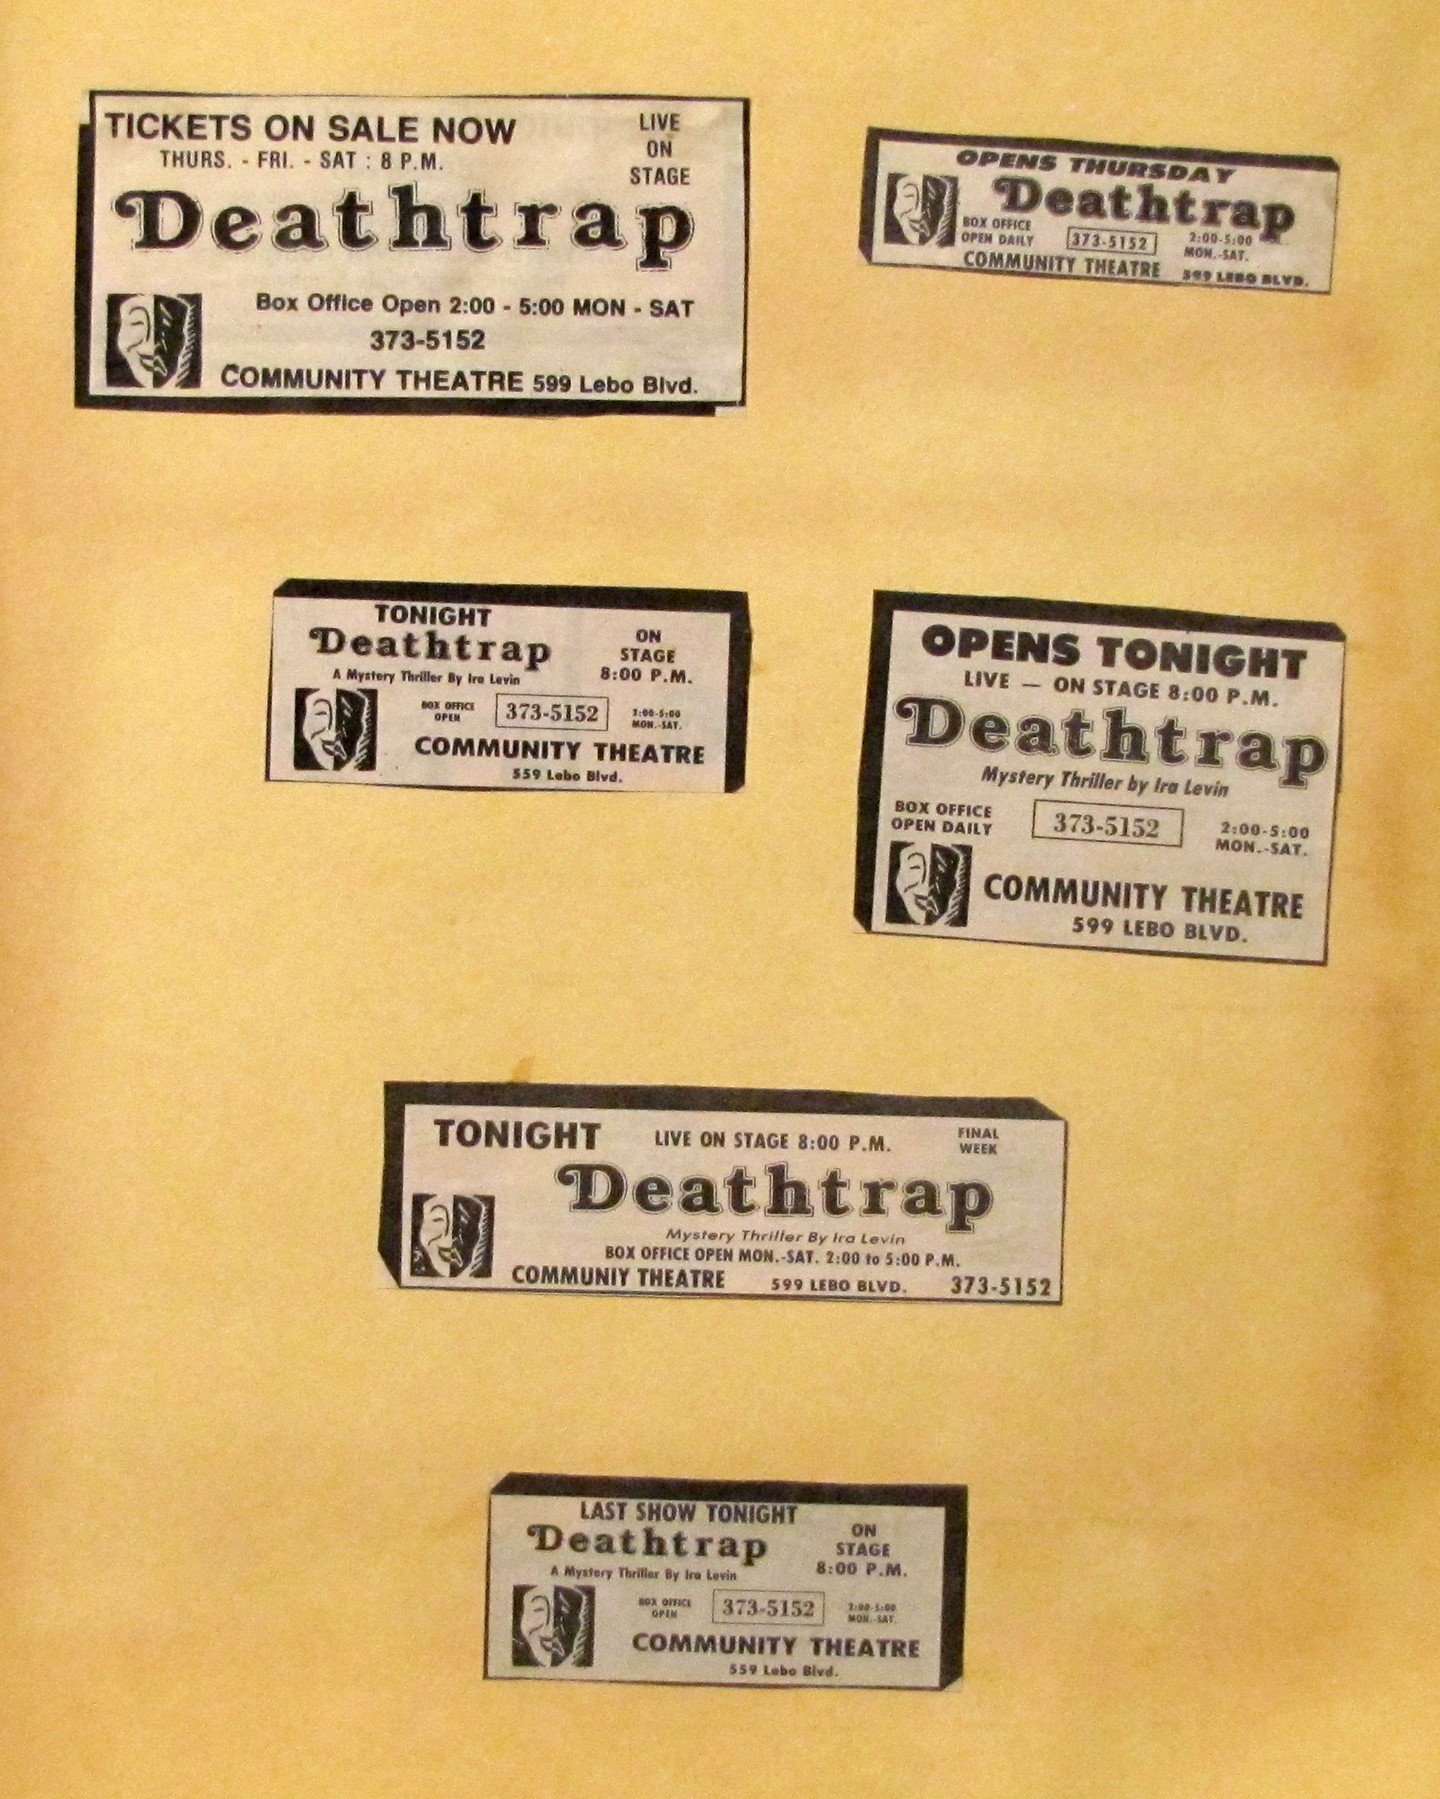 TICKETS ON SALE NOW
THURS. - FRI. - SAT : 8 P.M.
LIVE
ON
STAGE
Deathtrap
Box Office Open 2:00 - 5:00 MON - SAT
373-5152
COMMUNITY THEATRE 599 Lebo Blvd.
OPENS THURSDAY
Deathtrap
BOX OFFICE
OPEN DAILY
373-5152
2:00-5:00
MON.-SAT.
COMMUNITY THEATRE 599 LEBO BLVD.
TONIGHT
Deathtrap
A Mystery Thriller By Ira Levin
ON
STAGE
8:00 P.M.
BOX OFFICE
OPEN
373-5152
2:00-5:00
MON.-SAT.
COMMUNITY THEATRE
559 Lebo Blvd.
OPENS TONIGHT
LIVE — ON STAGE 8:00 P.M.
Deathtrap
Mystery Thriller by Ira Levin
BOX OFFICE
OPEN DAILY
373-5152
2:00-5:00
MON.-SAT.
COMMUNITY THEATRE
599 LEBO BLVD.
TONIGHT LIVE ON STAGE 8:00 P.M.
FINAL
WEEK
Deathtrap
Mystery Thriller By Ira Levin
BOX OFFICE OPEN MON.-SAT. 2:00 to 5:00 P.M.
COMMUNIY THEATRE 599 LEBO BLVD. 373-5152
LAST SHOW TONIGHT
Deathtrap
A Mystery Thriller By Ira Levin
ON
STAGE
8:00 P.M.
BOX OFFICE
OPEN
373-5152
2:00-5:00
MON.-SAT.
COMMUNITY THEATRE
559 Lebo Blvd.